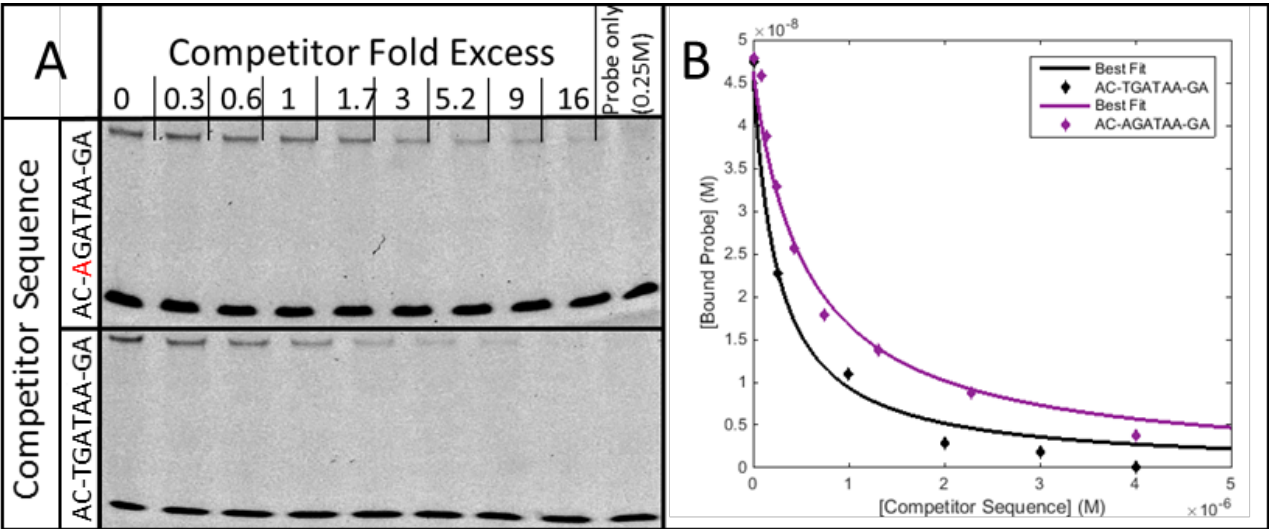 A
Competitor Fold Excess
0 0.3 0.6 1 1.7 3 5.2 9 16
Probe only
(0.25M)
Competitor Sequence
AC-AGATAA-GA
AC-TGATAA-GA
B
×10⁻⁸
5
4.5
4
3.5
3
2.5
2
1.5
1
0.5
0
[Bound Probe] (M)
Best Fit
AC-TGATAA-GA
Best Fit
AC-AGATAA-GA
0 1 2 3 4 5
[Competitor Sequence] (M)
×10⁻⁶